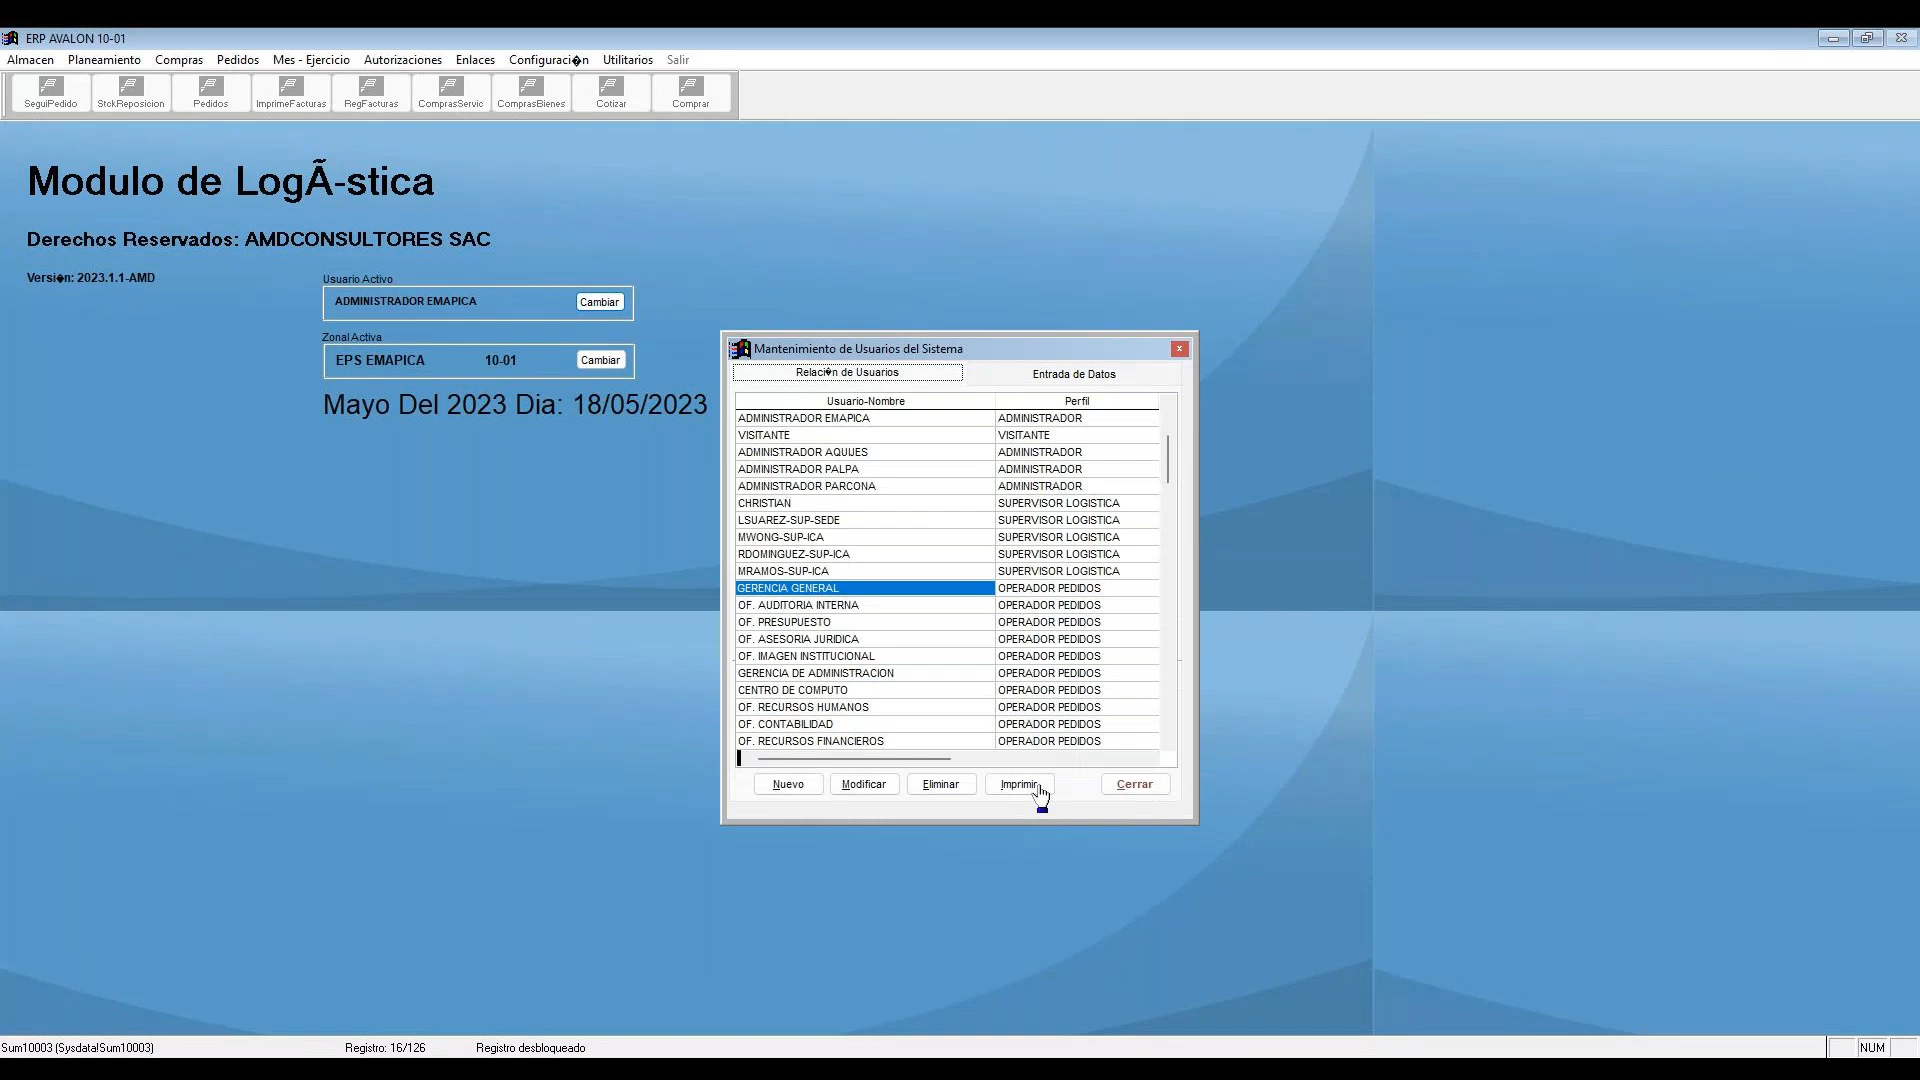 ERP AVALON 10-01
Almacen Planeamiento Compras Pedidos Mes - Ejercicio Autorizaciones Enlaces Configuraci�n Utilitarios Salir
SeguiPedido StckReposicion Pedidos ImprimeFacturas RegFacturas ComprasServic ComprasBienes Cotizar Comprar
Modulo de LogÃ-stica
Derechos Reservados: AMDCONSULTORES SAC
Versi�n: 2023.1.1-AMD
Usuario Activo
ADMINISTRADOR EMAPICA Cambiar
Zonal Activa
EPS EMAPICA 10-01 Cambiar
Mayo Del 2023 Dia: 18/05/2023
Mantenimiento de Usuarios del Sistema
Relaci�n de Usuarios Entrada de Datos
Usuario-Nombre Perfil
ADMINISTRADOR EMAPICA ADMINISTRADOR
VISITANTE VISITANTE
ADMINISTRADOR AQUIJES ADMINISTRADOR
ADMINISTRADOR PALPA ADMINISTRADOR
ADMINISTRADOR PARCONA ADMINISTRADOR
CHRISTIAN SUPERVISOR LOGISTICA
LSUAREZ-SUP-SEDE SUPERVISOR LOGISTICA
MWONG-SUP-ICA SUPERVISOR LOGISTICA
RDOMINGUEZ-SUP-ICA SUPERVISOR LOGISTICA
MRAMOS-SUP-ICA SUPERVISOR LOGISTICA
GERENCIA GENERAL OPERADOR PEDIDOS
OF. AUDITORIA INTERNA OPERADOR PEDIDOS
OF. PRESUPUESTO OPERADOR PEDIDOS
OF. ASESORIA JURIDICA OPERADOR PEDIDOS
OF. IMAGEN INSTITUCIONAL OPERADOR PEDIDOS
GERENCIA DE ADMINISTRACION OPERADOR PEDIDOS
CENTRO DE COMPUTO OPERADOR PEDIDOS
OF. RECURSOS HUMANOS OPERADOR PEDIDOS
OF. CONTABILIDAD OPERADOR PEDIDOS
OF. RECURSOS FINANCIEROS OPERADOR PEDIDOS
Nuevo Modificar Eliminar Imprimir Cerrar
Sum10003 (Sysdata!Sum10003) Registro: 16/126 Registro desbloqueado NUM